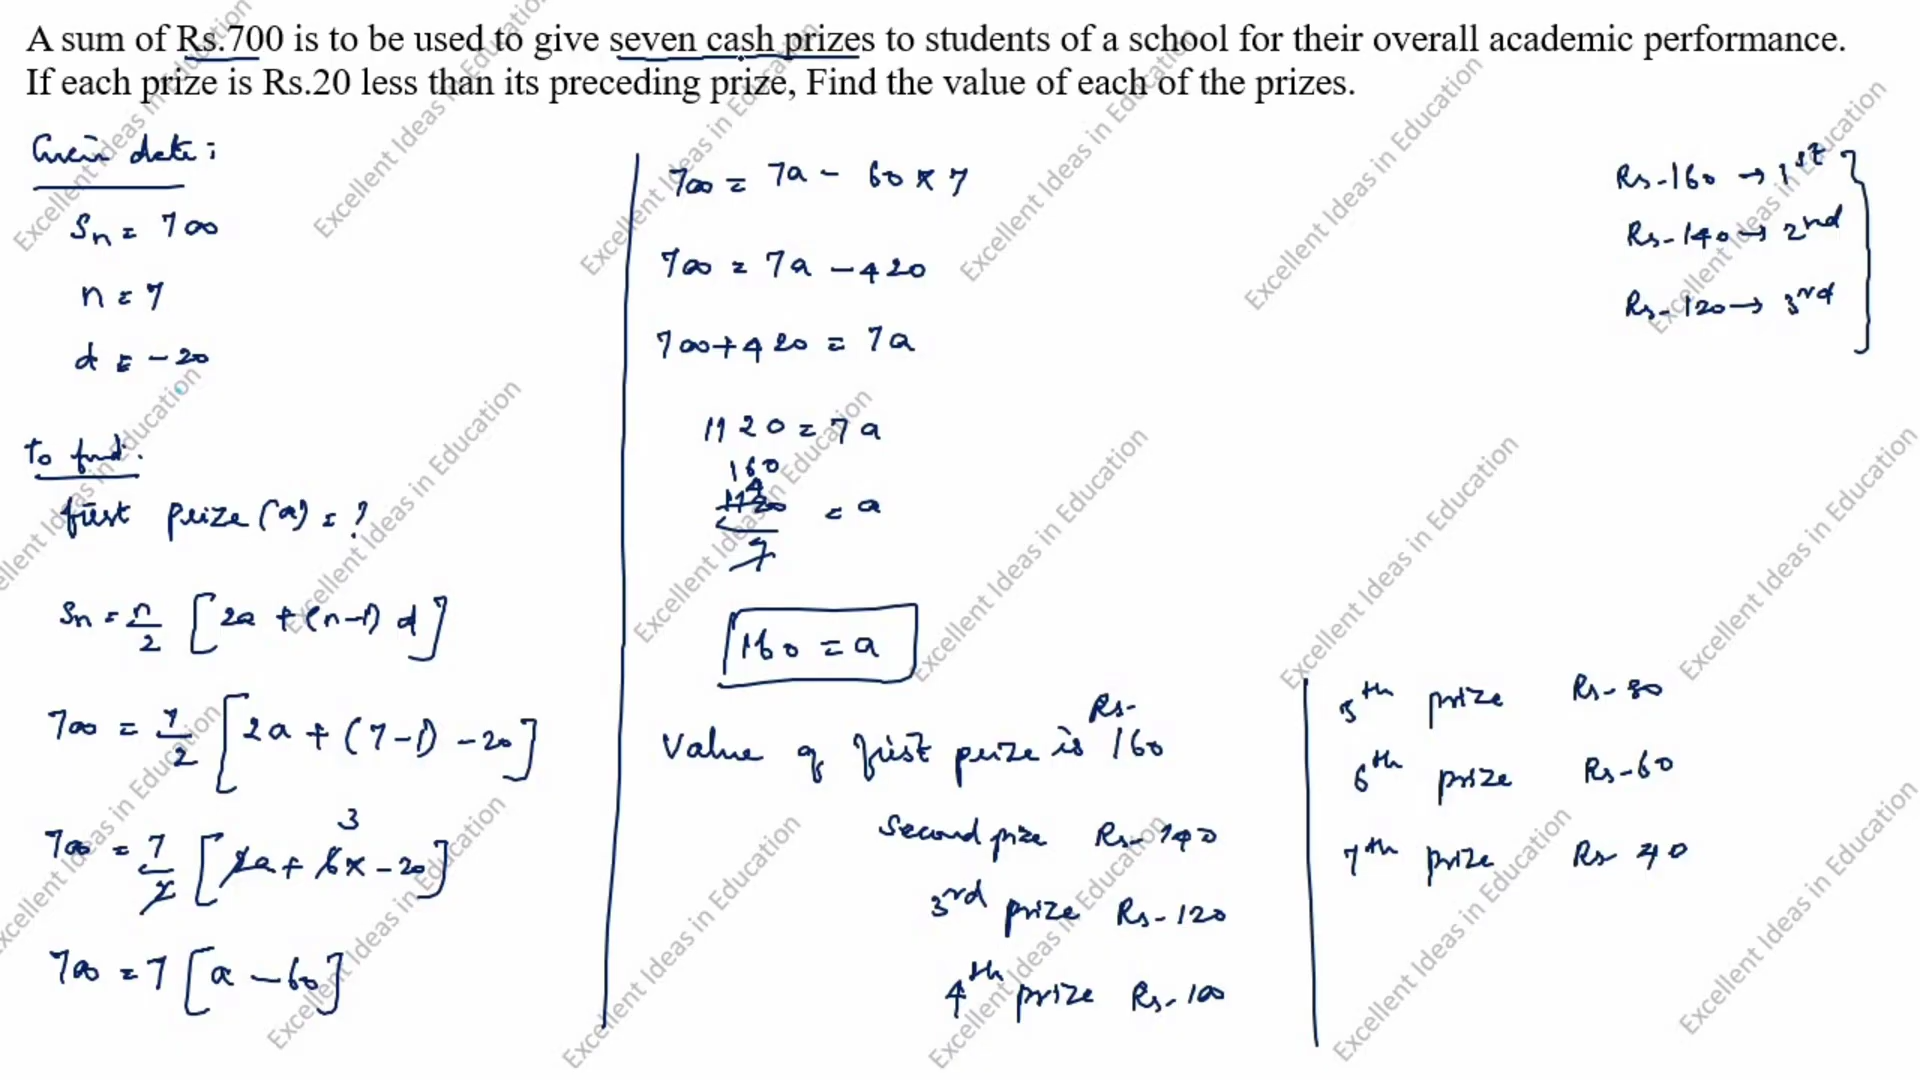 A sum of Rs.700 is to be used to give seven cash prizes to students of a school for their overall academic performance.
If each prize is Rs.20 less than its preceding prize, Find the value of each of the prizes.
Given data:
Sn = 700
n = 7
d = -20
To find:
first prize (a) = ?
Sn = n/2 [2a + (n-1) d]
700 = 7/2 [2a + (7-1) -20]
3
700 = 7/2 [2a + 6x -20]
700 = 7 [a - 60]
700 = 7a - 60 x 7
700 = 7a - 420
700+420 = 7a
1120 = 7a
160
1120/7 = a
160 = a
Rs-
Value of first prize is 160
Second prize Rs-140
3rd prize Rs-120
4th prize Rs-100
Rs-160 → 1st
Rs-140 → 2nd
Rs-120 → 3rd
5th prize Rs-80
6th prize Rs-60
7th prize Rs 40
Excellent Ideas in Education